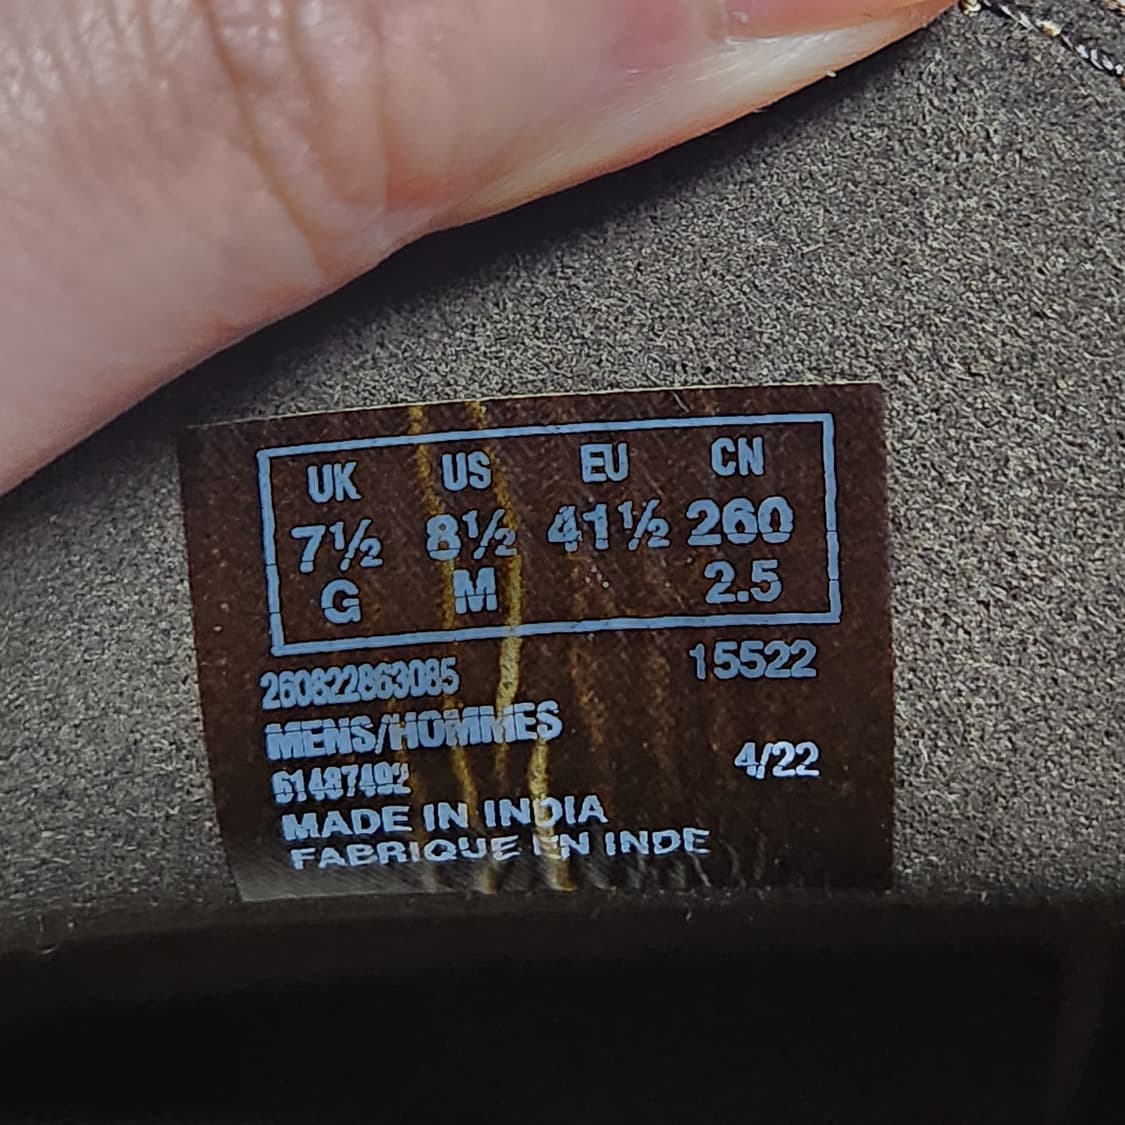 UK US EU CN
7½ 8½ 41½ 260
G M 2.5
260822863085 15522
MENS/HOMMES
61487492 4/22
MADE IN INDIA
FABRIQUE EN INDE